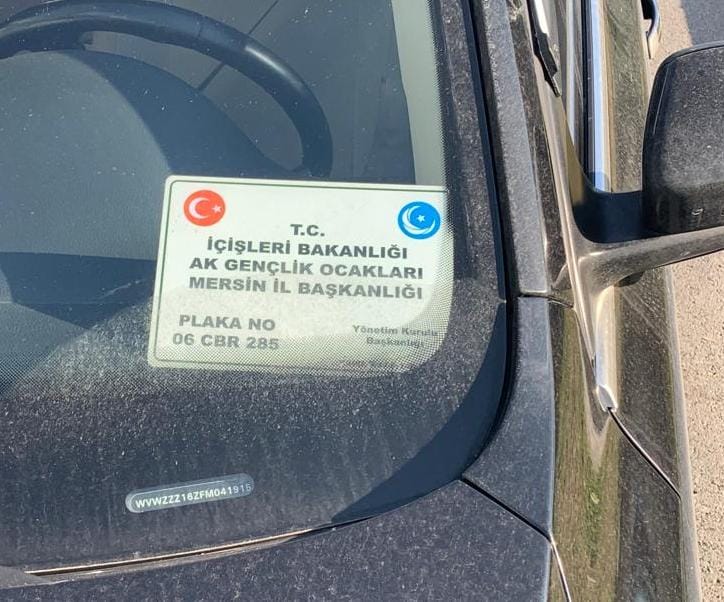 T.C.
İÇİŞLERİ BAKANLIĞI
AK GENÇLİK OCAKLARI
MERSİN İL BAŞKANLIĞI
PLAKA NO
06 CBR 285
Yönetim Kurulu
Başkanlığı
WVWZZZ16ZFM041915